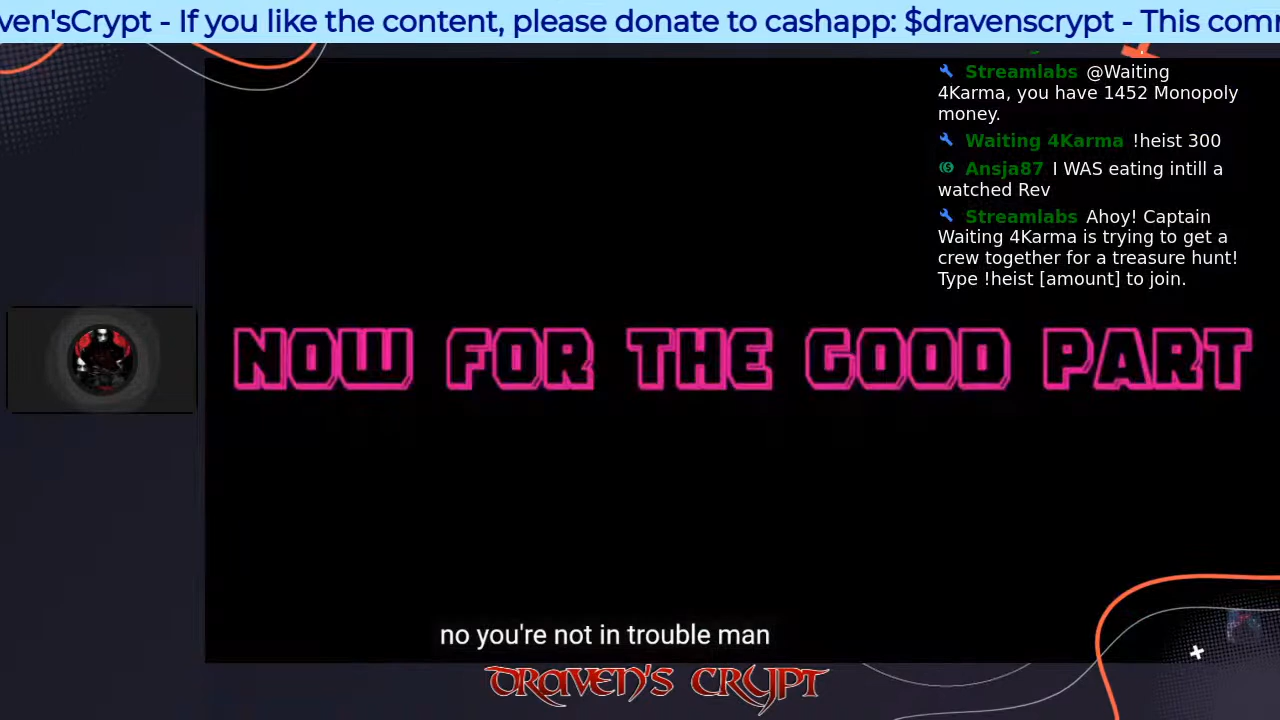 ven'sCrypt - If you like the content, please donate to cashapp: $dravenscrypt - This com
Streamlabs @Waiting
4Karma, you have 1452 Monopoly
money.
Waiting 4Karma !heist 300
Ansja87 I WAS eating intill a
watched Rev
Streamlabs Ahoy! Captain
Waiting 4Karma is trying to get a
crew together for a treasure hunt!
Type !heist [amount] to join.
NOW FOR THE GOOD PART
no you're not in trouble man
DRAVEN'S CRYPT